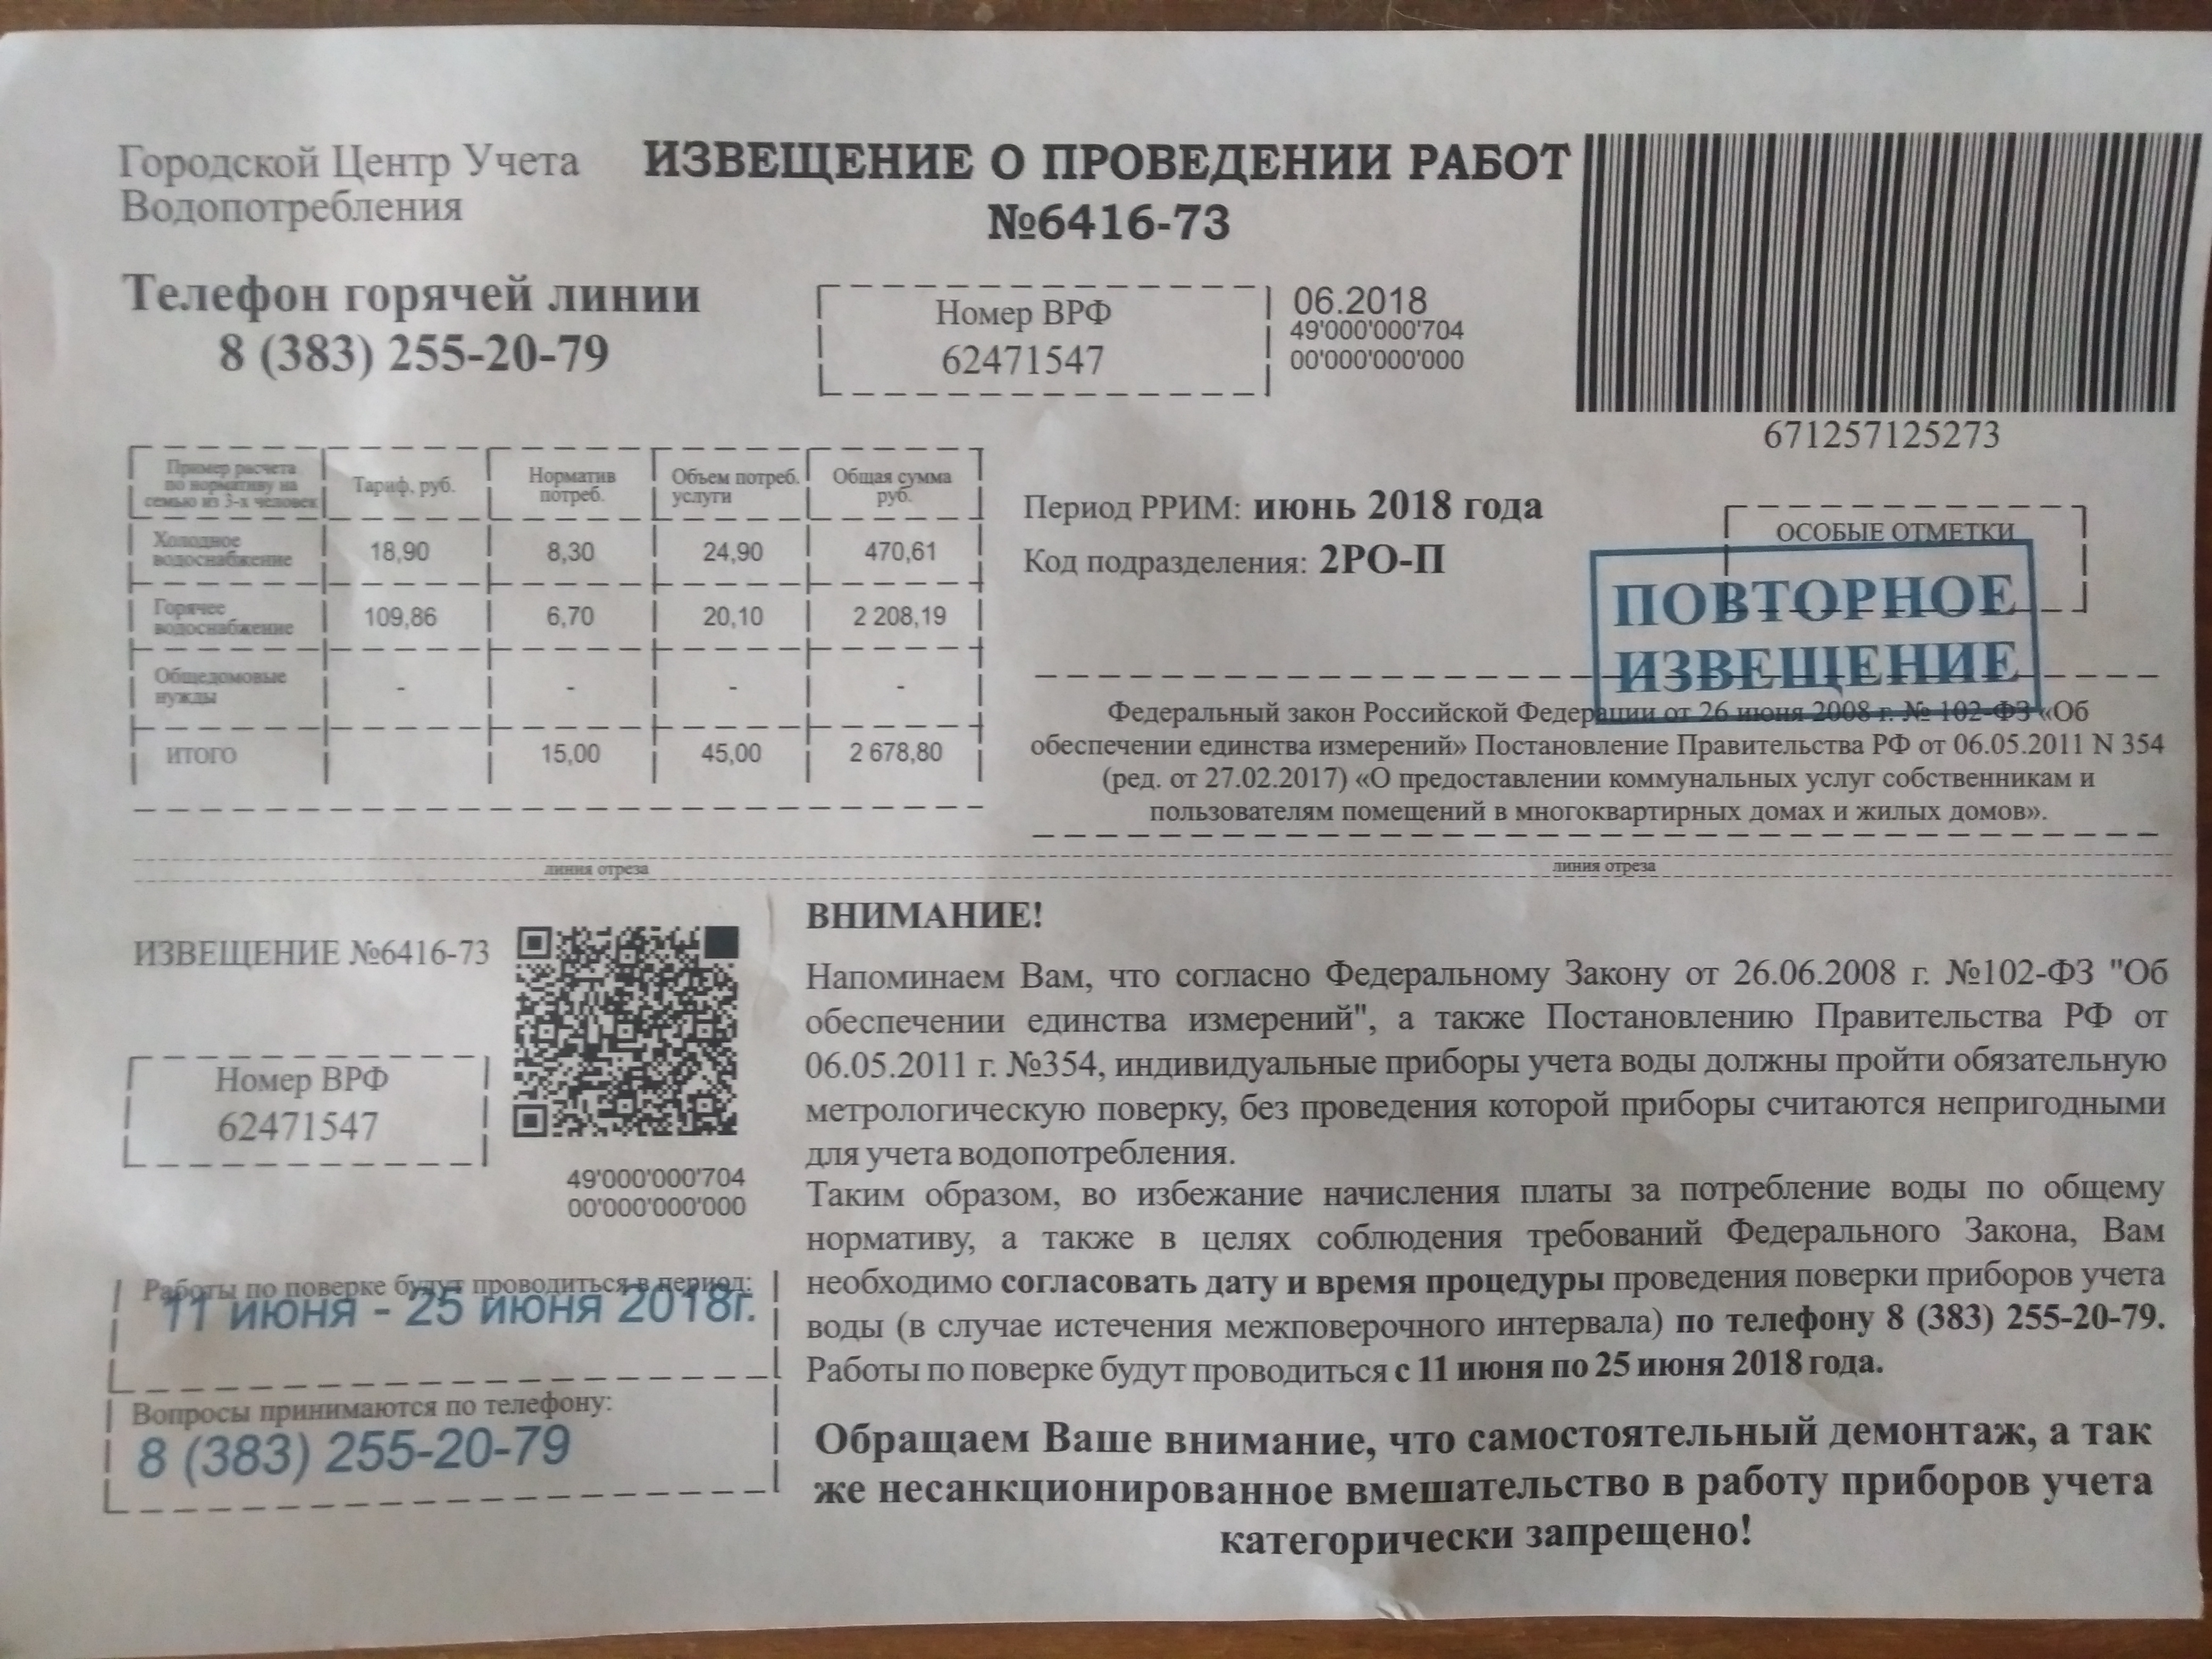 Городской Центр Учета
Водопотребления
ИЗВЕЩЕНИЕ О ПРОВЕДЕНИИ РАБОТ
№6416-73
Телефон горячей линии
8 (383) 255-20-79
Номер ВРФ
62471547
06.2018
49'000'000'704
00'000'000'000
671257125273
Пример расчета
по нормативу на
семью из 3-х человек
Тариф, руб.
Норматив
потреб.
Объем потреб.
услуги
Общая сумма
руб.
Холодное
водоснабжение
18,90
8,30
24,90
470,61
Горячее
водоснабжение
109,86
6,70
20,10
2 208,19
Общедомовые
нужды
-
-
-
-
ИТОГО
15,00
45,00
2 678,80
Период РРИМ: июнь 2018 года
Код подразделения: 2РО-П
ОСОБЫЕ ОТМЕТКИ
ПОВТОРНОЕ
ИЗВЕЩЕНИЕ
Федеральный закон Российской Федерации от 26 июня 2008 г. № 102-ФЗ «Об
обеспечении единства измерений» Постановление Правительства РФ от 06.05.2011 N 354
(ред. от 27.02.2017) «О предоставлении коммунальных услуг собственникам и
пользователям помещений в многоквартирных домах и жилых домов».
линия отреза
линия отреза
ИЗВЕЩЕНИЕ №6416-73
Номер ВРФ
62471547
49'000'000'704
00'000'000'000
Работы по поверке будут проводиться в период:
11 июня - 25 июня 2018г.
Вопросы принимаются по телефону:
8 (383) 255-20-79
ВНИМАНИЕ!
Напоминаем Вам, что согласно Федеральному Закону от 26.06.2008 г. №102-ФЗ "Об
обеспечении единства измерений", а также Постановлению Правительства РФ от
06.05.2011 г. №354, индивидуальные приборы учета воды должны пройти обязательную
метрологическую поверку, без проведения которой приборы считаются непригодными
для учета водопотребления.
Таким образом, во избежание начисления платы за потребление воды по общему
нормативу, а также в целях соблюдения требований Федерального Закона, Вам
необходимо согласовать дату и время процедуры проведения поверки приборов учета
воды (в случае истечения межповерочного интервала) по телефону 8 (383) 255-20-79.
Работы по поверке будут проводиться с 11 июня по 25 июня 2018 года.
Обращаем Ваше внимание, что самостоятельный демонтаж, а так
же несанкционированное вмешательство в работу приборов учета
категорически запрещено!